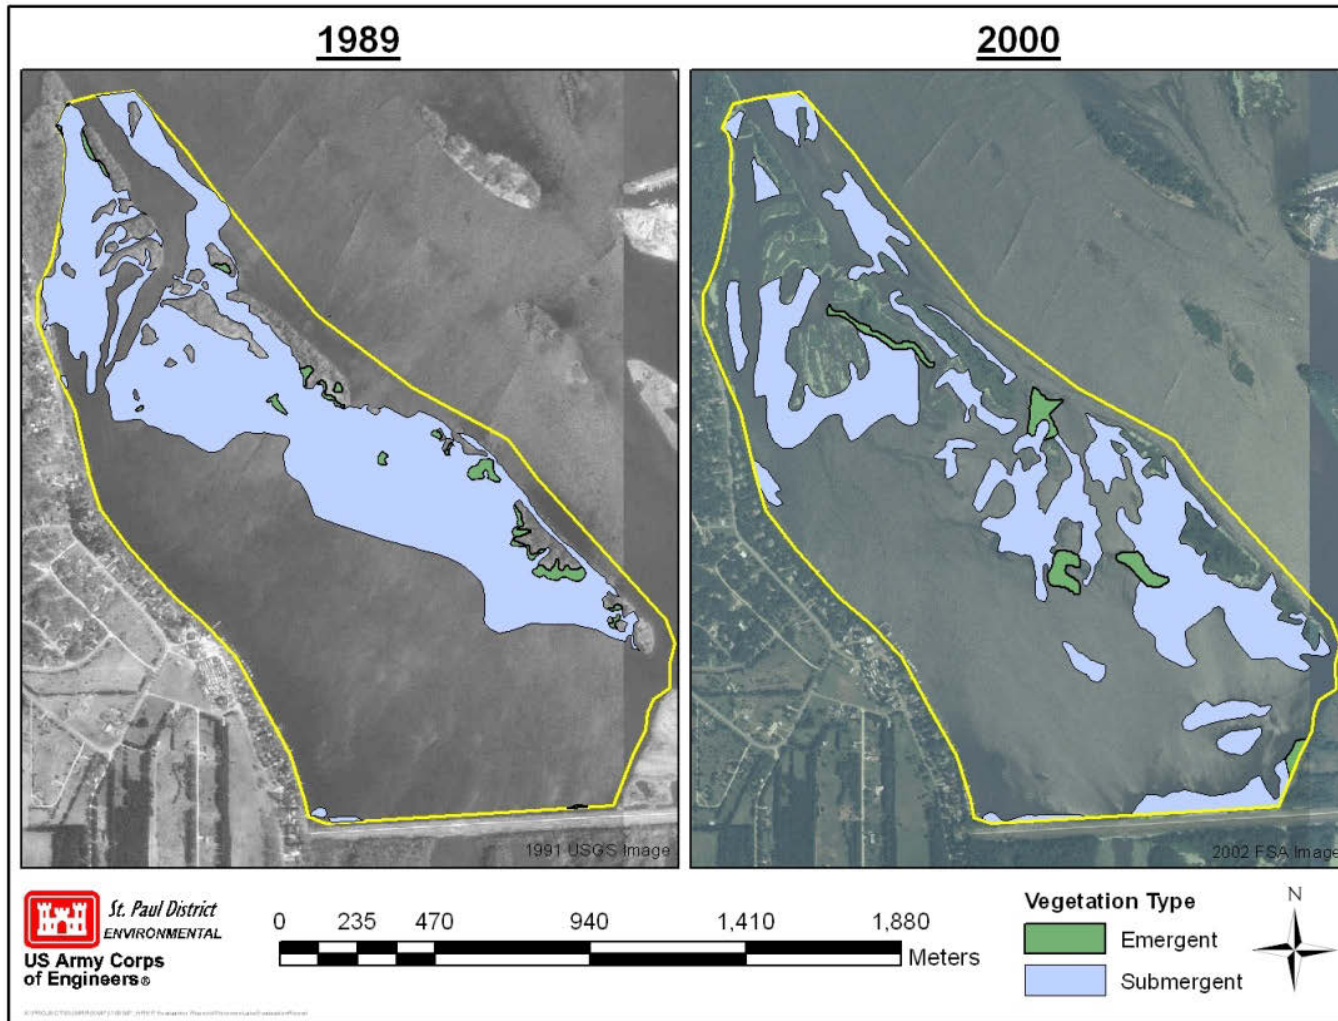 1989
2000
1991 USGS Image
2002 FSA Image
St. Paul District
ENVIRONMENTAL
US Army Corps
of Engineers®
0 235 470 940 1,410 1,880
Meters
Vegetation Type
Emergent
Submergent
N